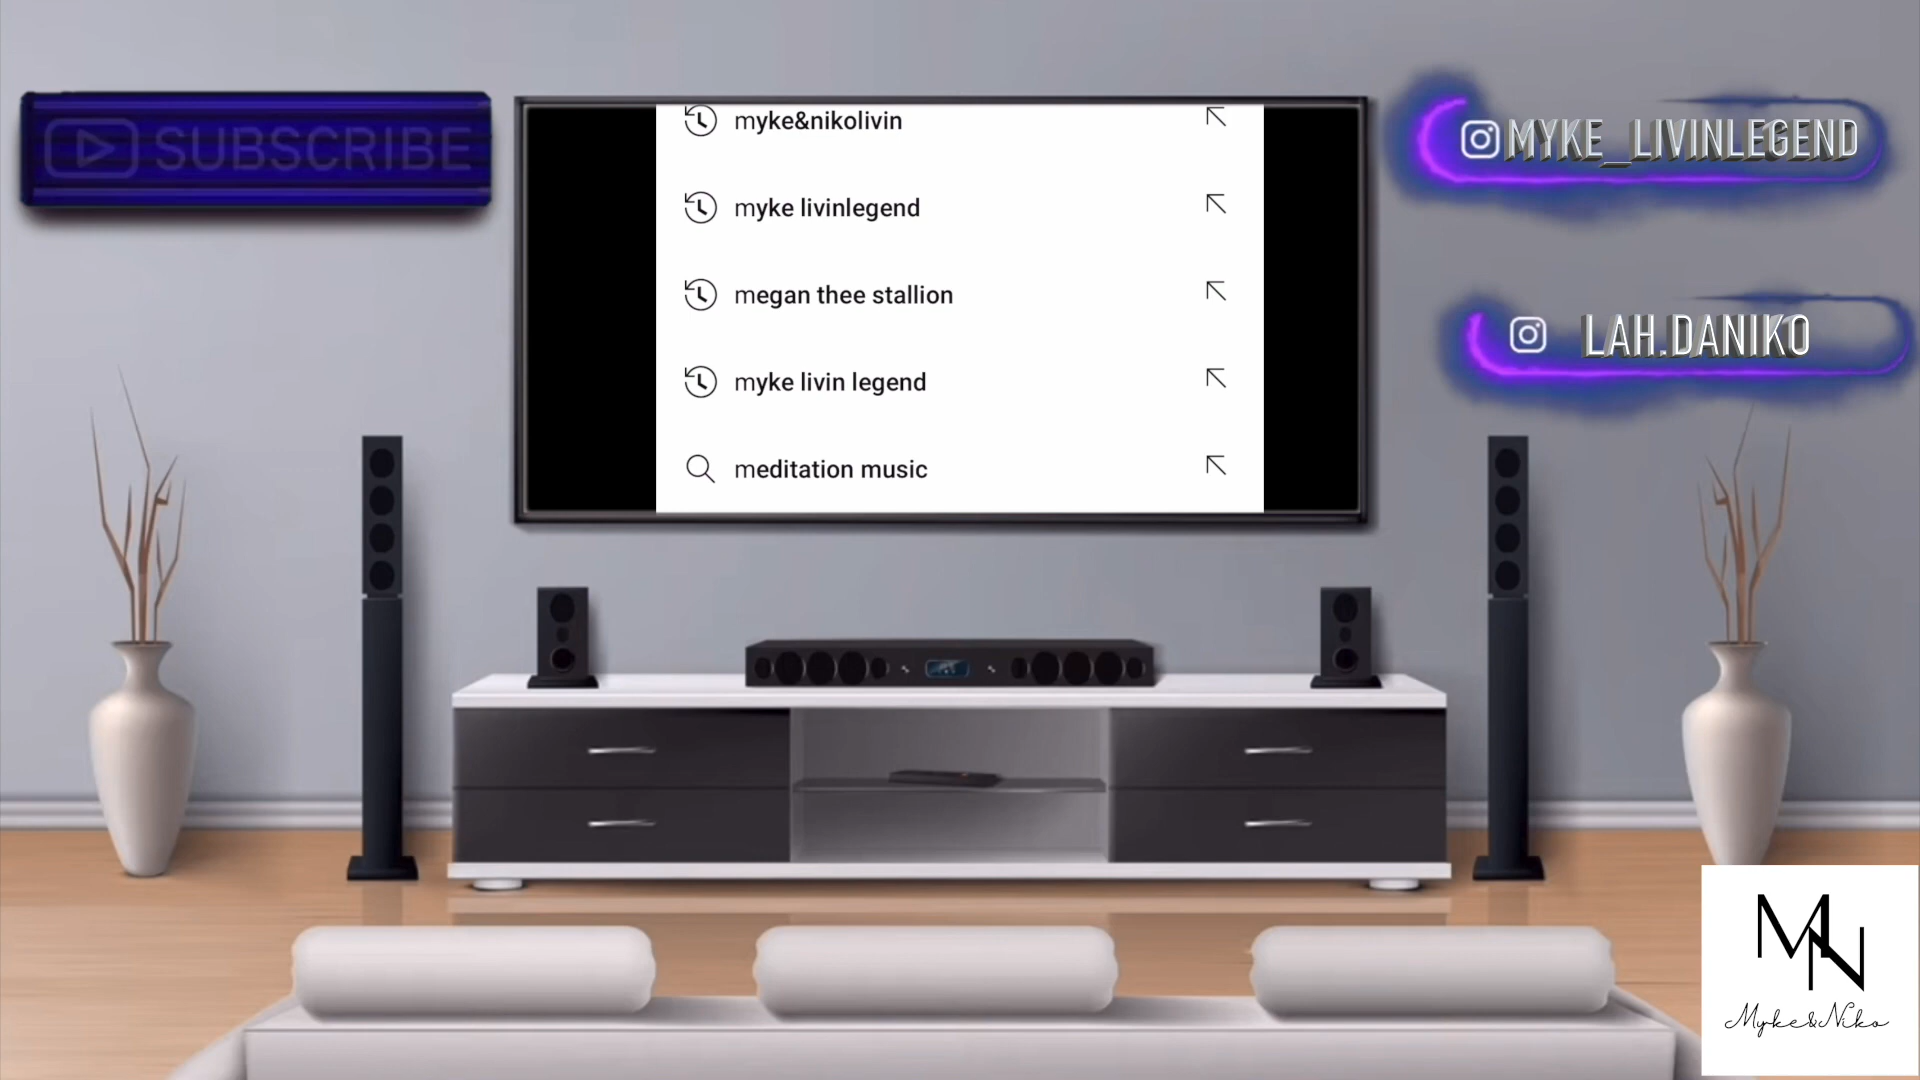 SUBSCRIBE
myke&nikolivin
myke livinlegend
megan thee stallion
myke livin legend
meditation music
MYKE_LIVINLEGEND
LAH.DANIKO
MN
Myke&Niko